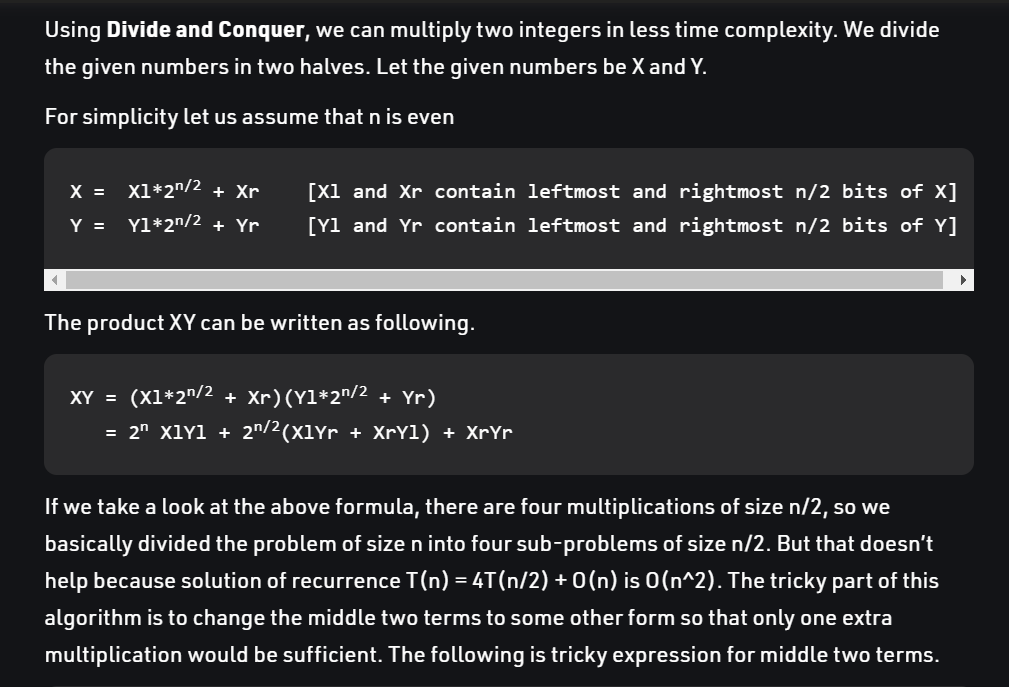 Using Divide and Conquer, we can multiply two integers in less time complexity. We divide
the given numbers in two halves. Let the given numbers be X and Y.
For simplicity let us assume that n is even
X =  Xl*2^n/2 + Xr    [Xl and Xr contain leftmost and rightmost n/2 bits of X]
Y =  Yl*2^n/2 + Yr    [Yl and Yr contain leftmost and rightmost n/2 bits of Y]
The product XY can be written as following.
XY = (Xl*2^n/2 + Xr)(Yl*2^n/2 + Yr)
= 2^n XlYl + 2^n/2(XlYr + XrYl) + XrYr
If we take a look at the above formula, there are four multiplications of size n/2, so we
basically divided the problem of size n into four sub-problems of size n/2. But that doesn't
help because solution of recurrence T(n) = 4T(n/2) + O(n) is O(n^2). The tricky part of this
algorithm is to change the middle two terms to some other form so that only one extra
multiplication would be sufficient. The following is tricky expression for middle two terms.